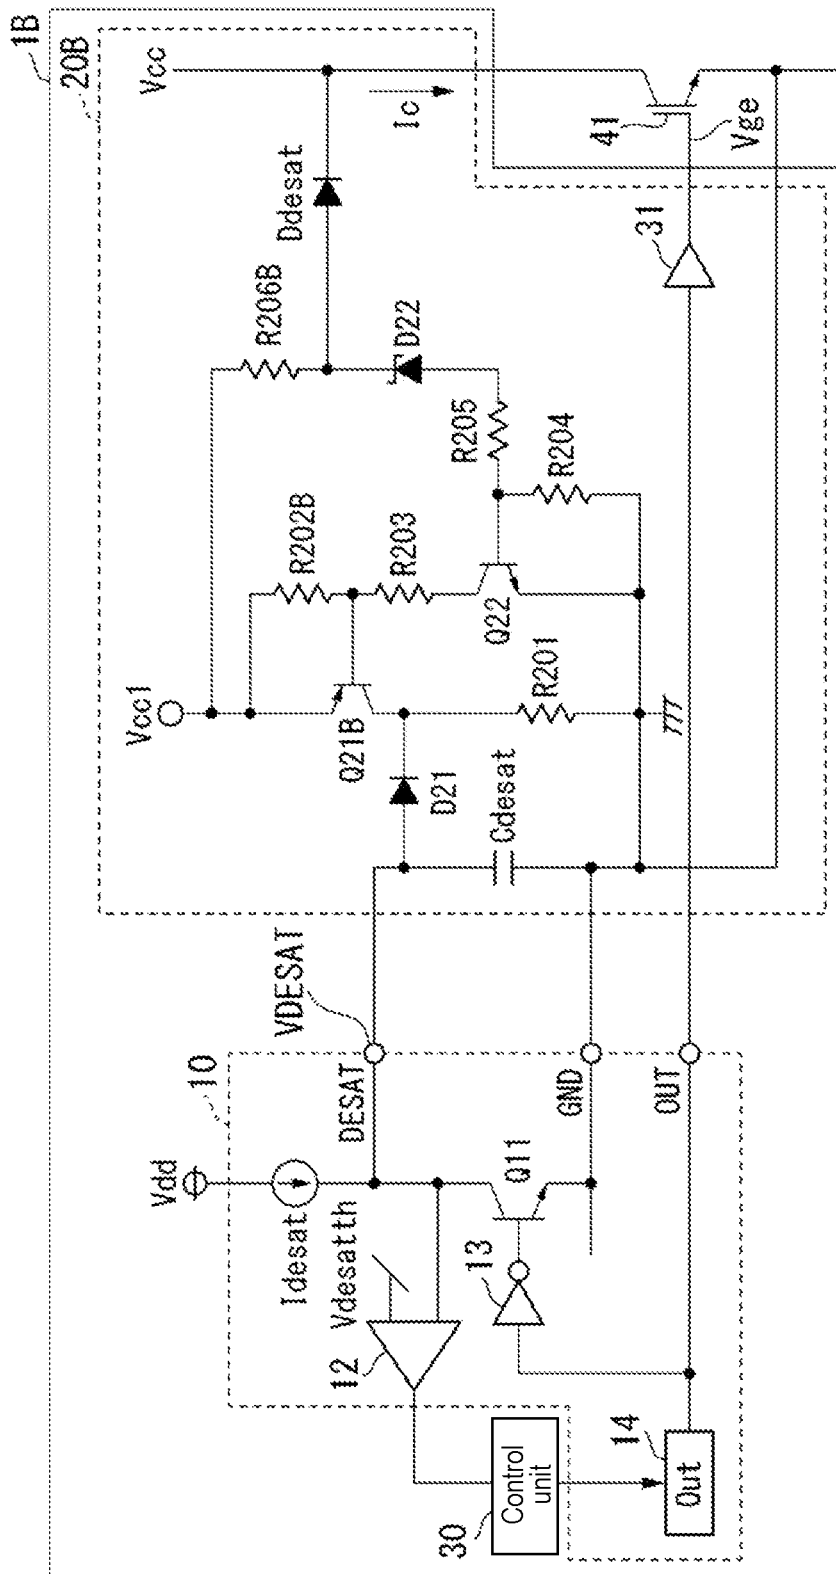 1B
20B
Vcc
Ic
41
Vge
Ddesat
31
R206B
D22
R205
R204
R202B
R203
Q22
Vcc1
Q21B
R201
D21
Cdesat
VDESAT
10
DESAT
GND
OUT
Vdd
Idesat
Vdesatth
Q11
13
12
14
Out
30
Control
unit